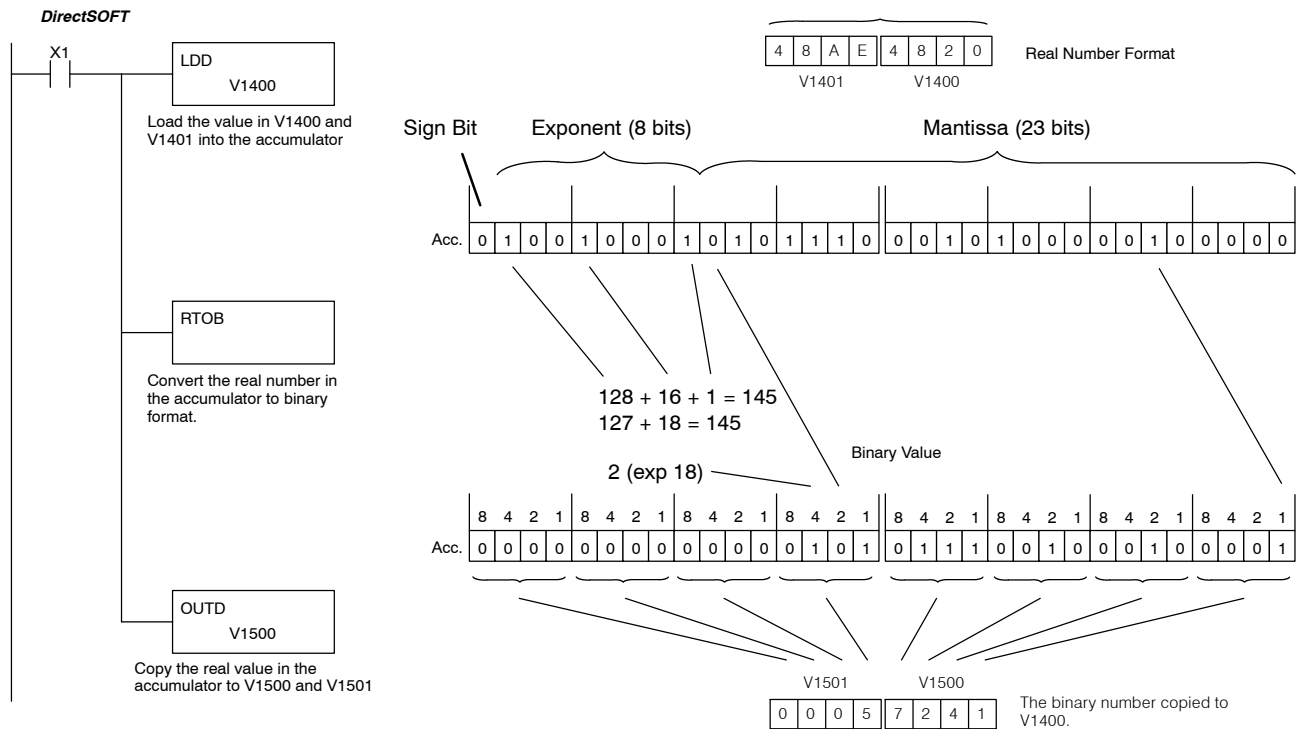 DirectSOFT
X1
LDD
V1400
Load the value in V1400 and
V1401 into the accumulator
4 8 A E 4 8 2 0
Real Number Format
V1401 V1400
Sign Bit Exponent (8 bits) Mantissa (23 bits)
Acc. 0 1 0 0 1 0 0 0 1 0 1 0 1 1 1 0 0 0 1 0 1 0 0 0 0 0 1 0 0 0 0 0
RTOB
Convert the real number in
the accumulator to binary
format.
128 + 16 + 1 = 145
127 + 18 = 145
Binary Value
2 (exp 18)
8 4 2 1 8 4 2 1 8 4 2 1 8 4 2 1 8 4 2 1 8 4 2 1 8 4 2 1 8 4 2 1
Acc. 0 0 0 0 0 0 0 0 0 0 0 0 0 1 0 1 0 1 1 1 0 0 1 0 0 0 1 0 0 0 0 1
OUTD
V1500
Copy the real value in the
accumulator to V1500 and V1501
V1501 V1500
0 0 0 5 7 2 4 1
The binary number copied to
V1400.